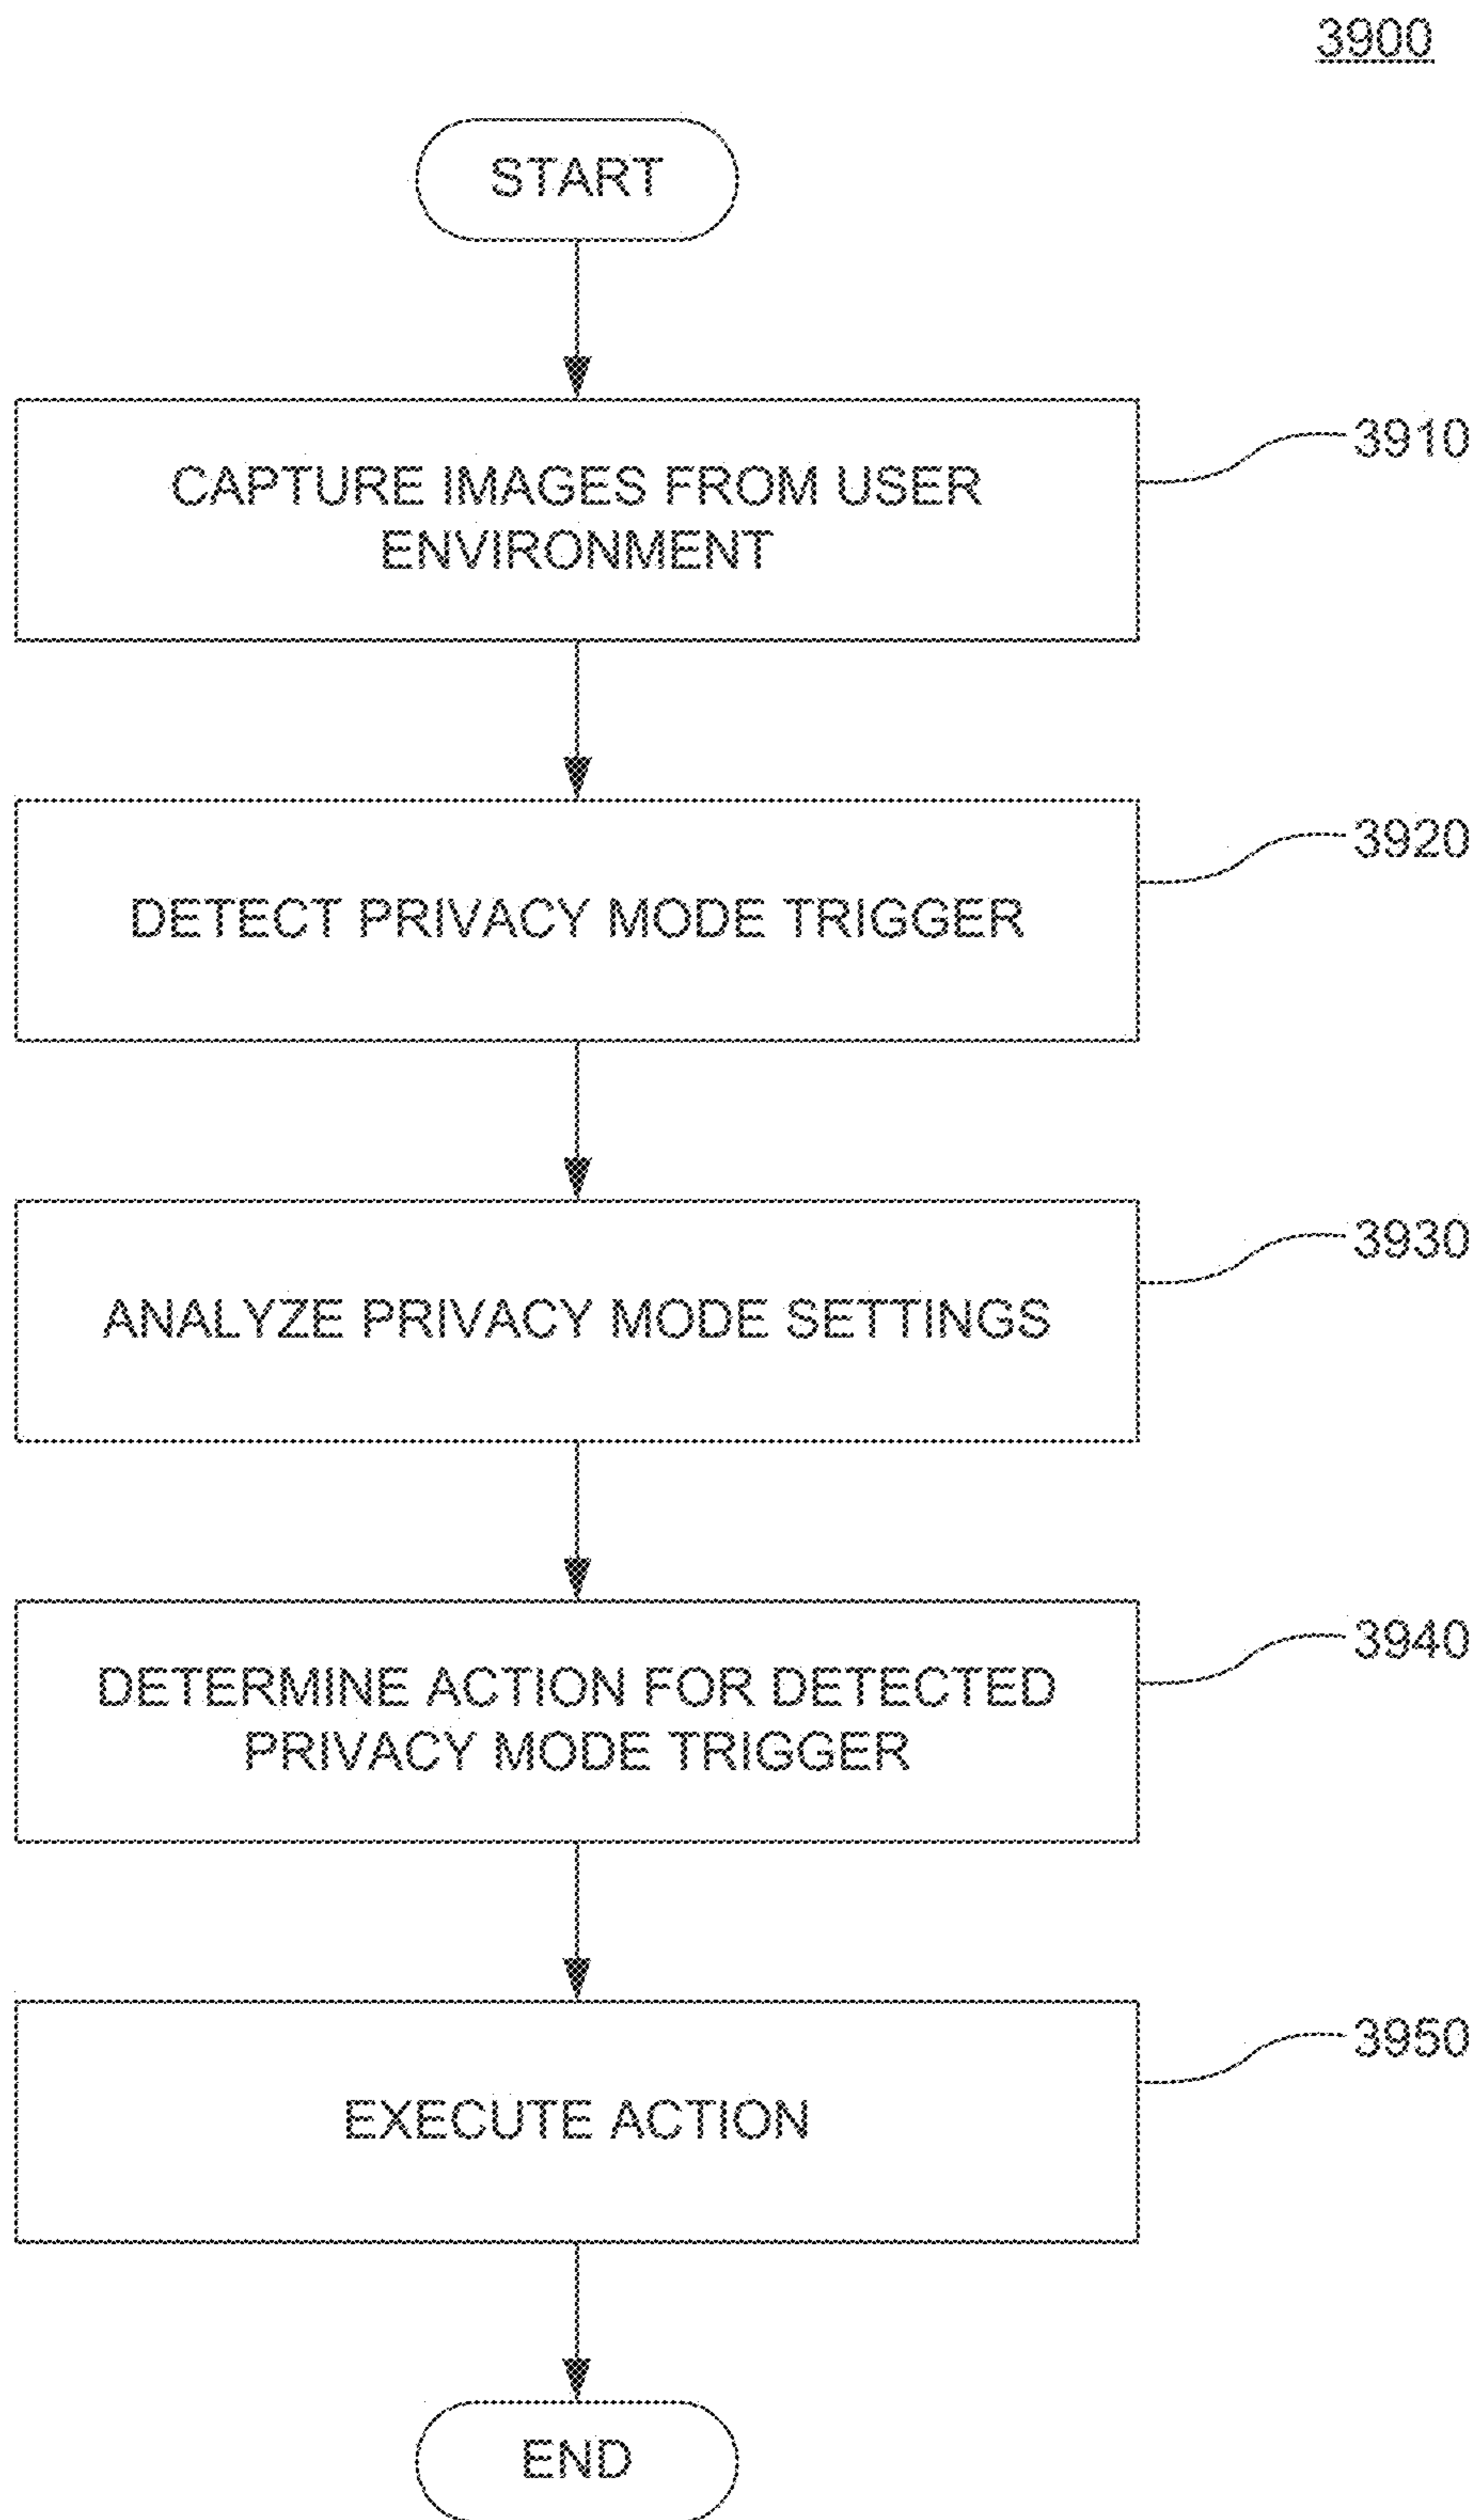 3900
START
CAPTURE IMAGES FROM USER
ENVIRONMENT
3910
DETECT PRIVACY MODE TRIGGER
3920
ANALYZE PRIVACY MODE SETTINGS
3930
DETERMINE ACTION FOR DETECTED
PRIVACY MODE TRIGGER
3940
EXECUTE ACTION
3950
END